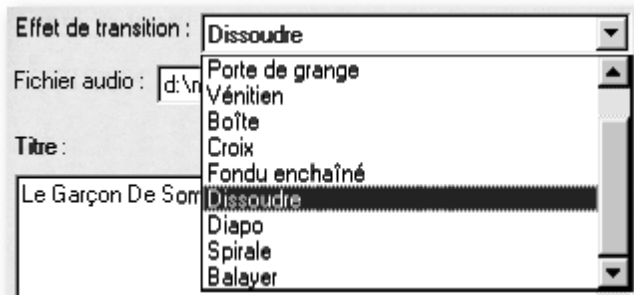 Effet de transition : Dissoudre
Porte de grange
Fichier audio : d:\
Vénitien
Boîte
Titre :
Croix
Fondu enchaîné
Le Garçon De Som
Dissoudre
Diapo
Spirale
Balayer